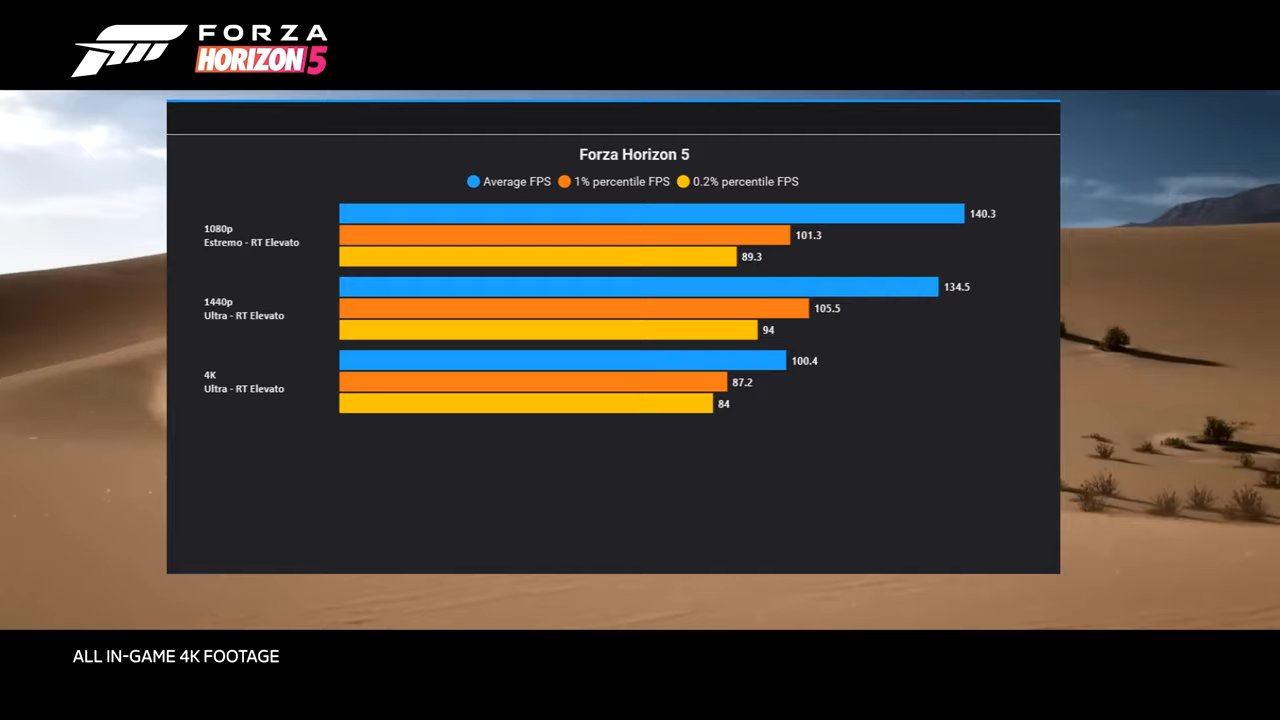 FORZA
HORIZON 5
Forza Horizon 5
Average FPS 1% percentile FPS 0.2% percentile FPS
1080p
Estremo - RT Elevato
140.3
101.3
89.3
1440p
Ultra - RT Elevato
134.5
105.5
94
4K
Ultra - RT Elevato
100.4
87.2
84
ALL IN-GAME 4K FOOTAGE